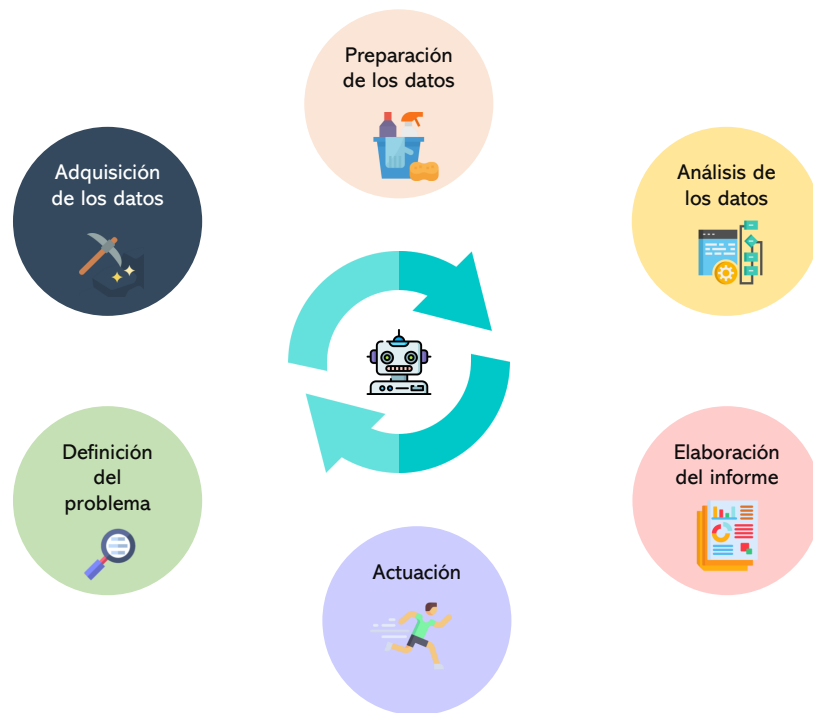 Preparación
de los datos
Adquisición
de los datos
Análisis de
los datos
Definición
del
problema
Elaboración
del informe
Actuación